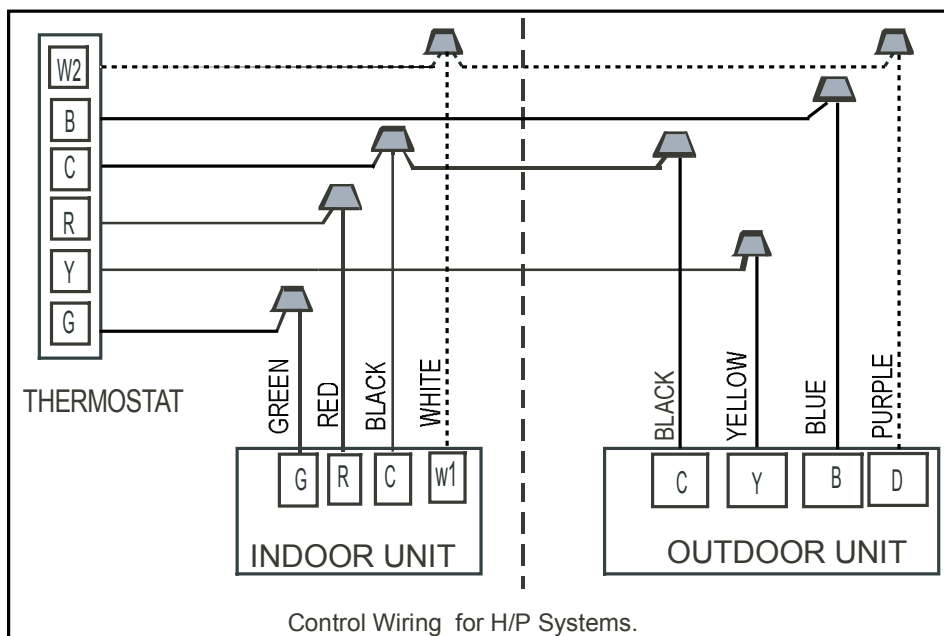 W2
B
C
R
Y
G
THERMOSTAT
GREEN
RED
BLACK
WHITE
BLACK
YELLOW
BLUE
PURPLE
G R C w1
C Y B D
INDOOR UNIT
OUTDOOR UNIT
Control Wiring for H/P Systems.